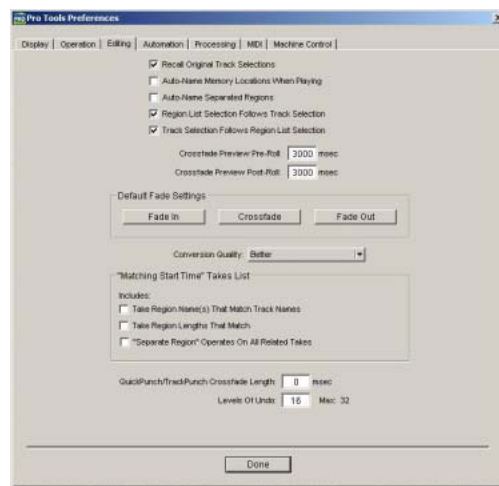 Pro Tools Preferences
Display Operation Editing Automation Processing MIDI Machine Control
Recall Original Track Selections
Auto-Name Memory Locations When Playing
Auto-Name Separated Regions
Region List Selection Follows Track Selection
Track Selection Follows Region List Selection
Crossfade Preview Pre-Roll: 3000 msec
Crossfade Preview Post-Roll: 3000 msec
Default Fade Settings
Fade In Crossfade Fade Out
Conversion Quality: Better
"Matching Start Time" Takes List
Includes:
Take Region Name(s) That Match Track Names
Take Region Lengths That Match
"Separate Region" Operates On All Related Takes
QuickPunch/TrackPunch Crossfade Length: 0 msec
Levels Of Undo: 16 Max: 32
Done